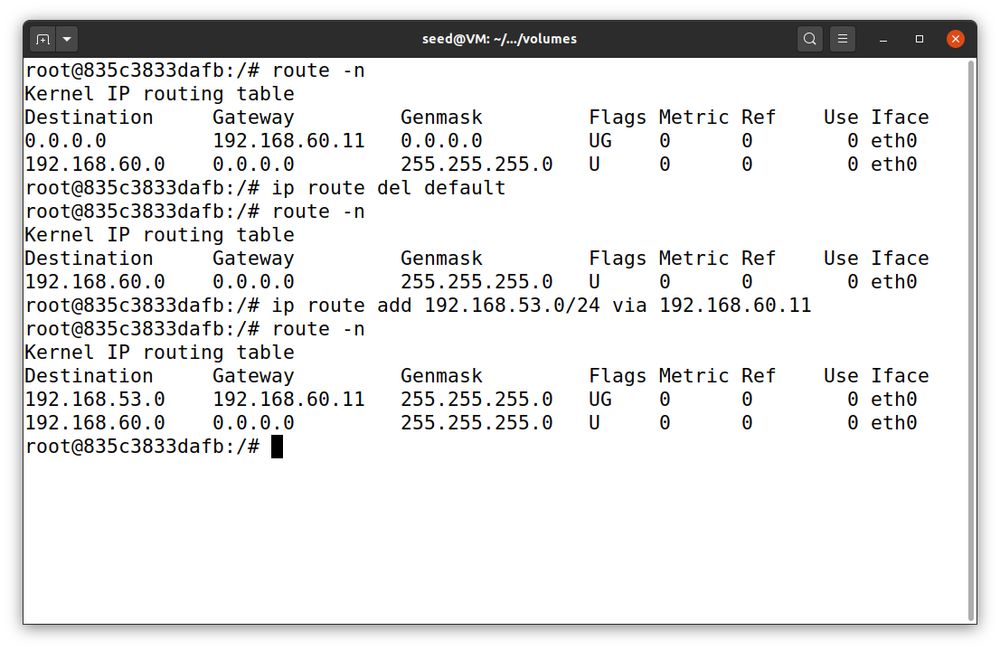 seed@VM: ~/.../volumes
root@835c3833dafb:/# route -n
Kernel IP routing table
Destination     Gateway         Genmask         Flags Metric Ref    Use Iface
0.0.0.0         192.168.60.11   0.0.0.0         UG    0      0        0 eth0
192.168.60.0    0.0.0.0         255.255.255.0   U     0      0        0 eth0
root@835c3833dafb:/# ip route del default
root@835c3833dafb:/# route -n
Kernel IP routing table
Destination     Gateway         Genmask         Flags Metric Ref    Use Iface
192.168.60.0    0.0.0.0         255.255.255.0   U     0      0        0 eth0
root@835c3833dafb:/# ip route add 192.168.53.0/24 via 192.168.60.11
root@835c3833dafb:/# route -n
Kernel IP routing table
Destination     Gateway         Genmask         Flags Metric Ref    Use Iface
192.168.53.0    192.168.60.11   255.255.255.0   UG    0      0        0 eth0
192.168.60.0    0.0.0.0         255.255.255.0   U     0      0        0 eth0
root@835c3833dafb:/#